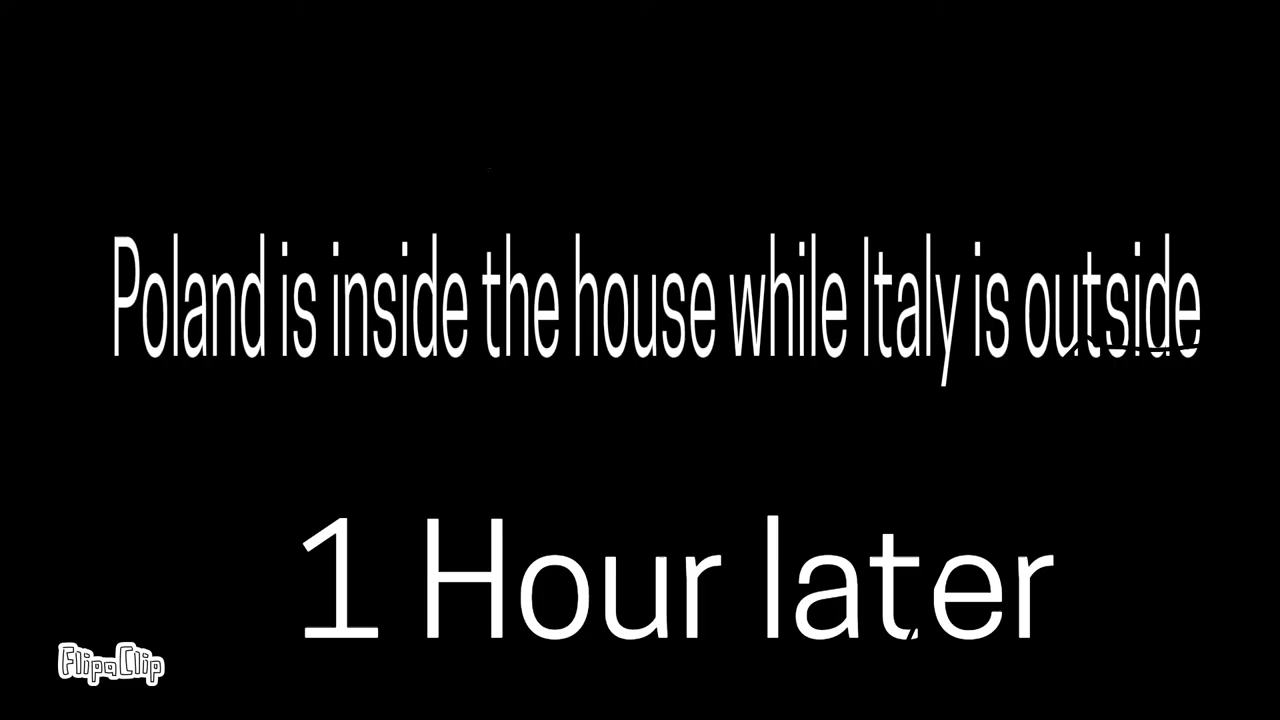 Poland is inside the house while Italy is outside
1 Hour later
FlipaClip